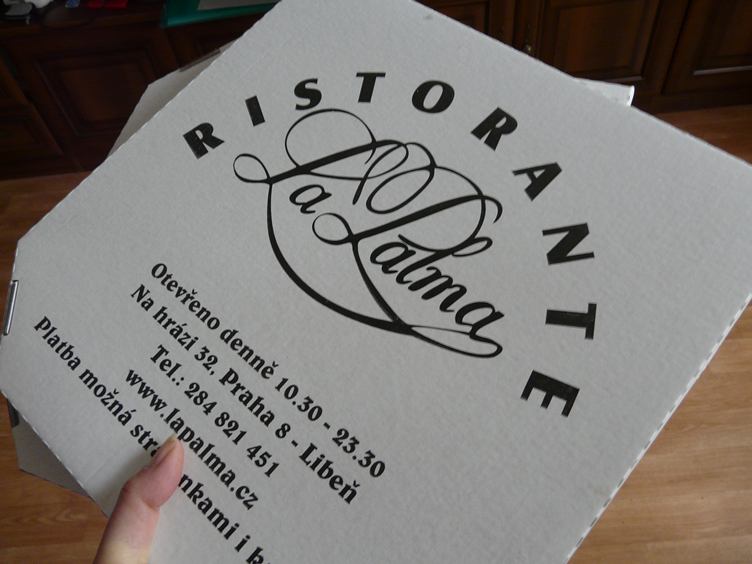 RISTORANTE
La Palma
Otevřeno denně 10.30 - 23.30
Na hrázi 32, Praha 8 - Libeň
Tel.: 284 821 451
www.lapalma.cz
Platba možná i